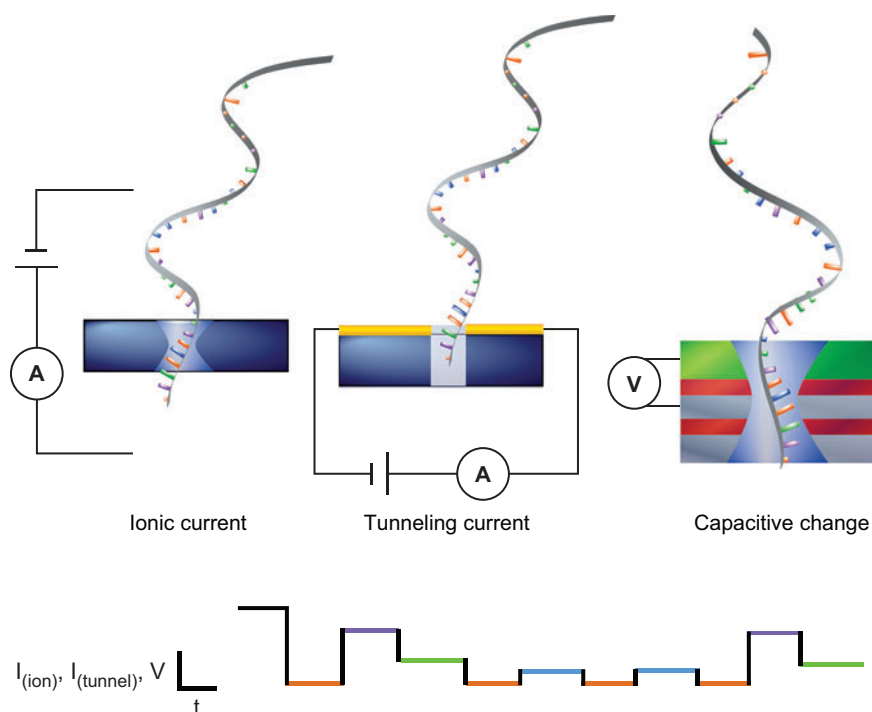 A
A
V
Ionic current
Tunneling current
Capacitive change
I(ion), I(tunnel), V
t